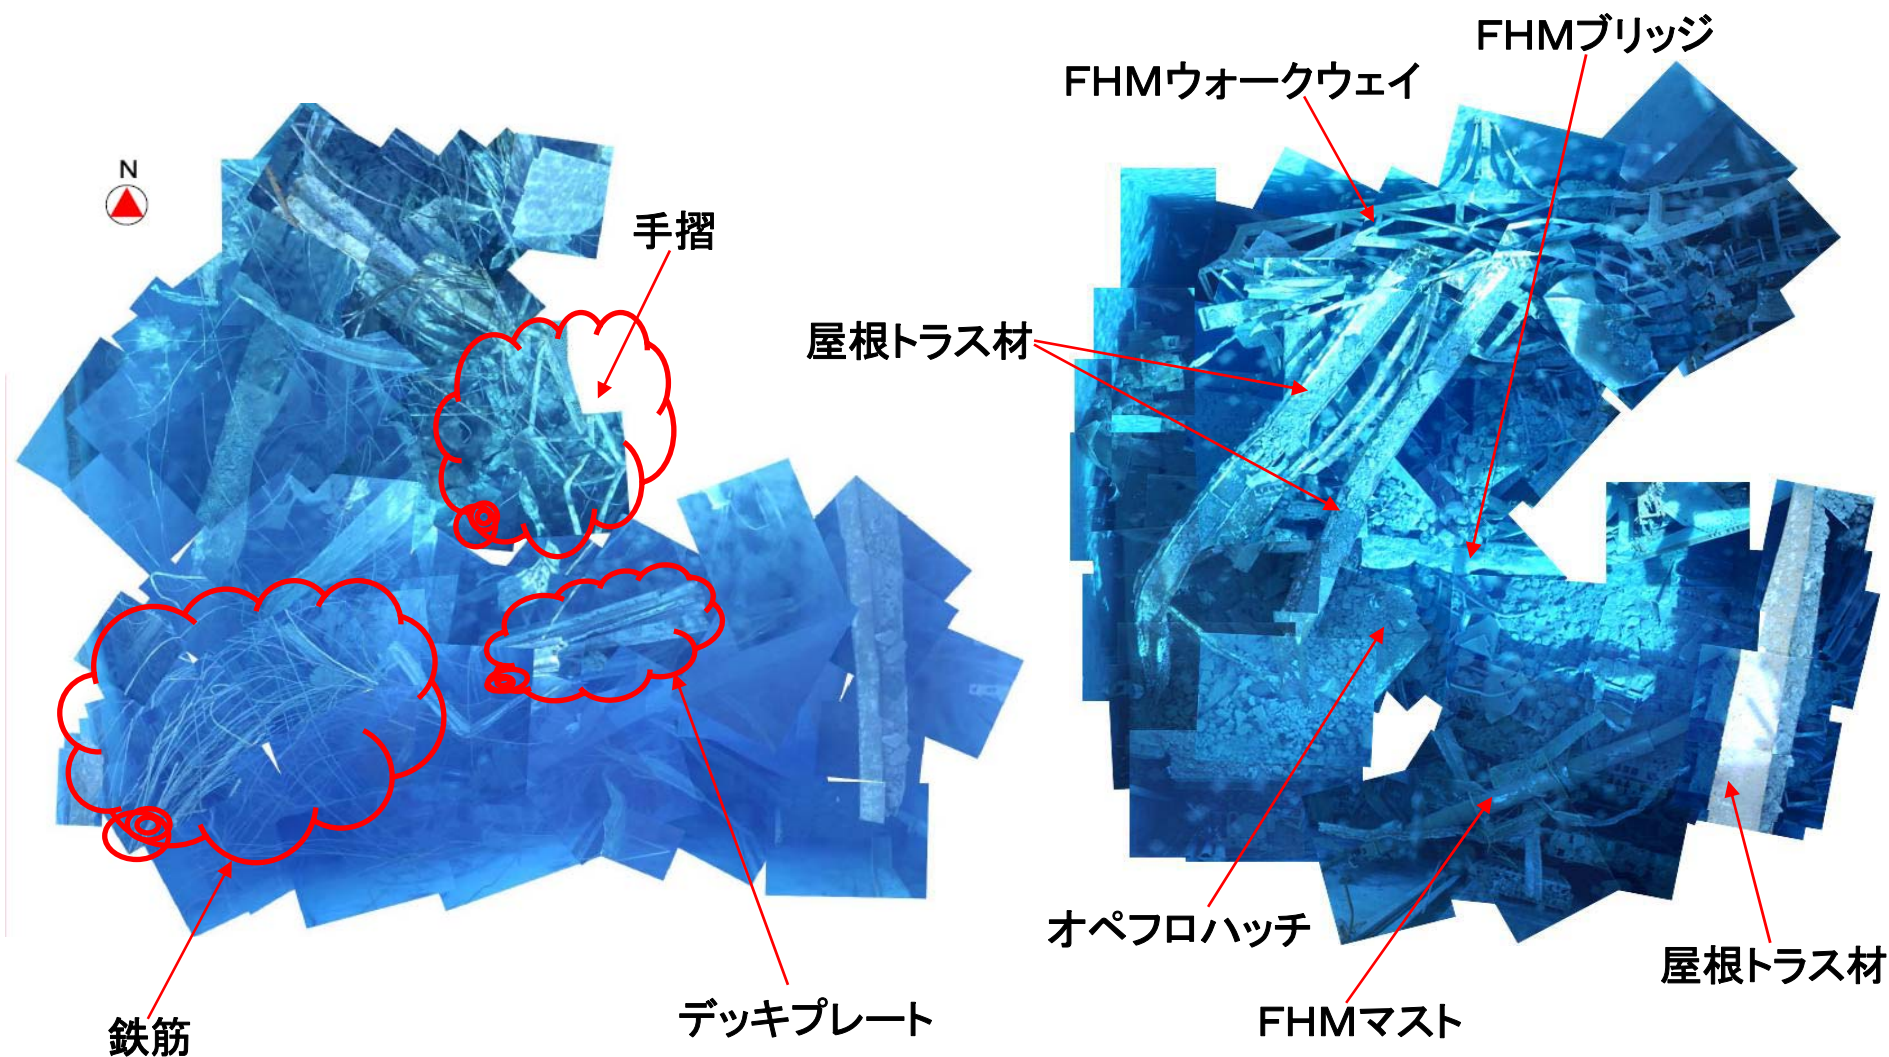 FHMブリッジ
FHMウォークウェイ
N
手摺
屋根トラス材
オペフロハッチ
屋根トラス材
デッキプレート
FHMマスト
鉄筋